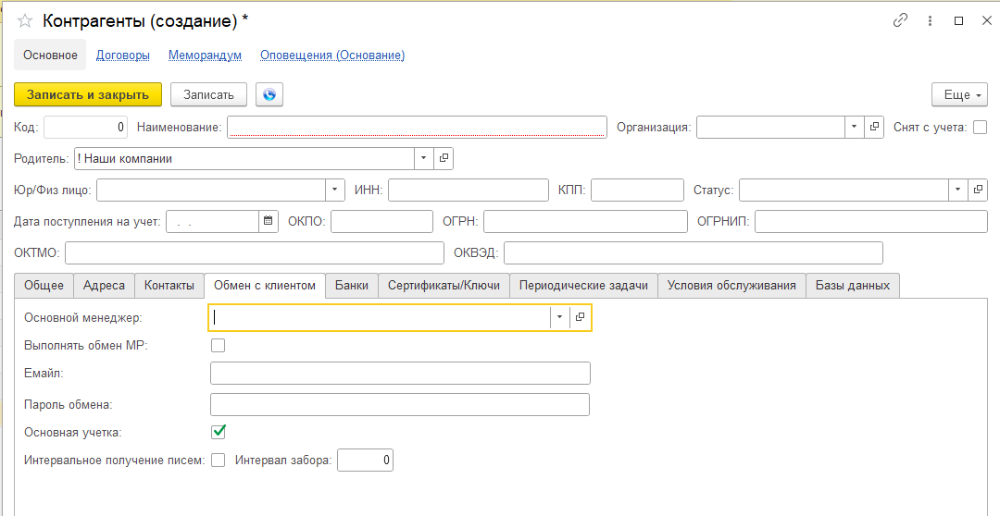 Контрагенты (создание) *
Основное Договоры Меморандум Оповещения (Основание)
Записать и закрыть Записать Еще
Код: 0 Наименование: Организация: Снят с учета:
Родитель: ! Наши компании
Юр/Физ лицо: ИНН: КПП: Статус:
Дата поступления на учет: . . ОКПО: ОГРН: ОГРНИП:
ОКТМО: ОКВЭД:
Общее Адреса Контакты Обмен с клиентом Банки Сертификаты/Ключи Периодические задачи Условия обслуживания Базы данных
Основной менеджер:
Выполнять обмен МР:
Емайл:
Пароль обмена:
Основная учетка:
Интервальное получение писем: Интервал забора: 0